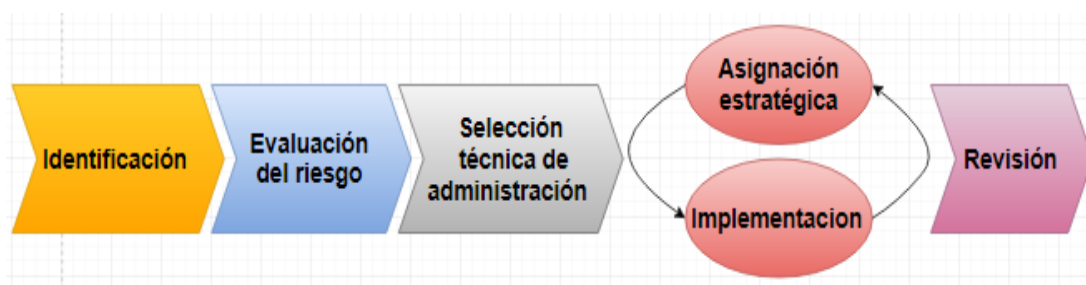 Identificación
Evaluación
del riesgo
Selección
técnica de
administración
Asignación
estratégica
Implementacion
Revisión